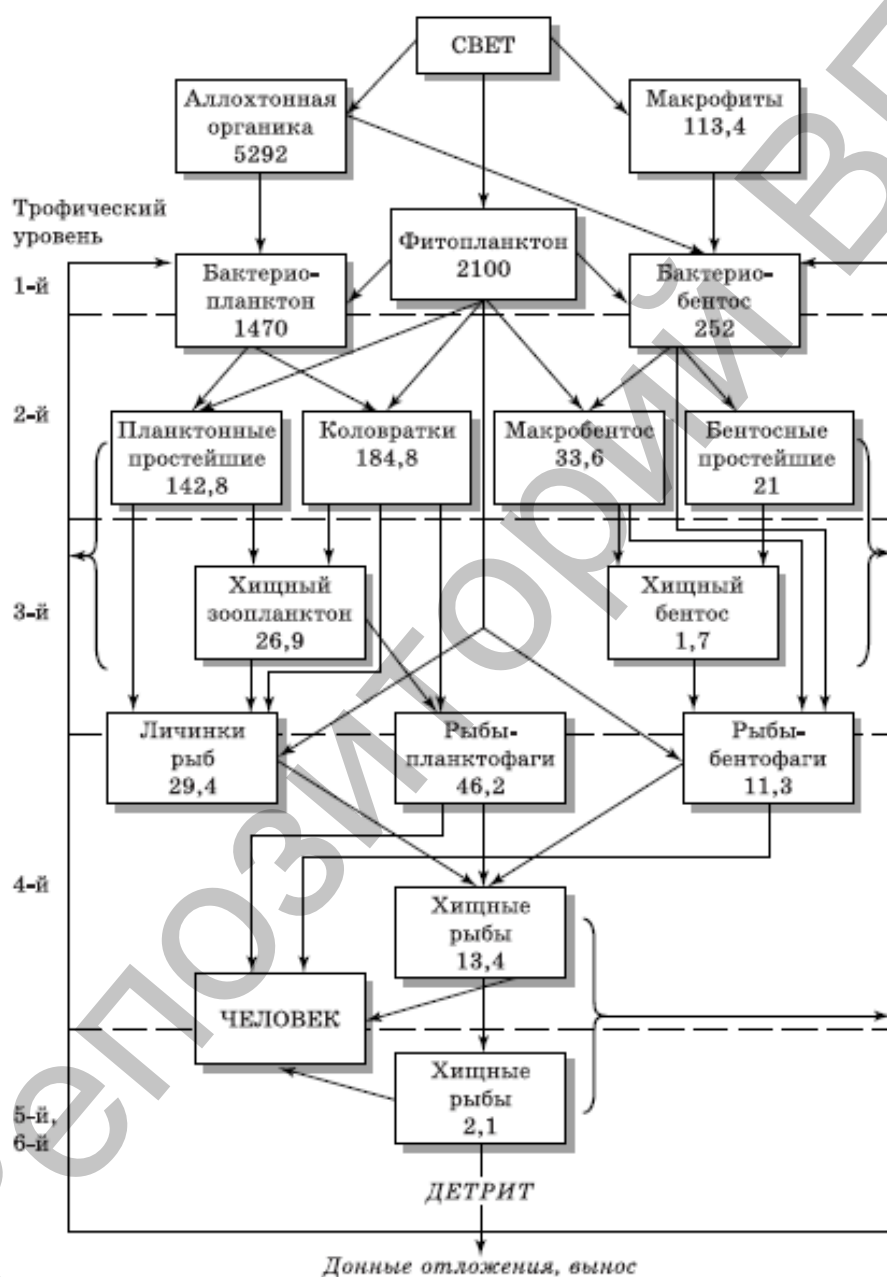 СВЕТ
Аллохтонная
органика
5292
Макрофиты
113,4
Трофический
уровень
Фитопланктон
2100
1-й
Бактерио-
планктон
1470
Бактерио-
бентос
252
2-й
Планктонные
простейшие
142,8
Коловратки
184,8
Макробентос
33,6
Бентосные
простейшие
21
3-й
Хищный
зоопланктон
26,9
Хищный
бентос
1,7
Личинки
рыб
29,4
Рыбы-
планктофаги
46,2
Рыбы-
бентофаги
11,3
4-й
Хищные
рыбы
13,4
ЧЕЛОВЕК
5-й,
6-й
Хищные
рыбы
2,1
ДЕТРИТ
Донные отложения, вынос
епозиторий В